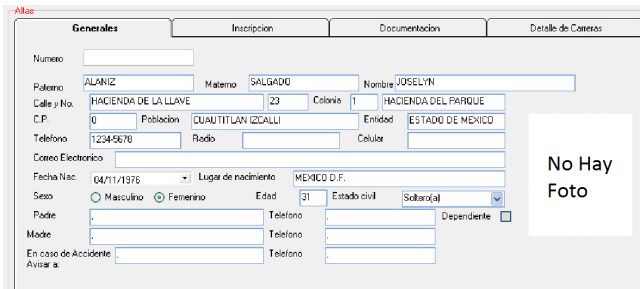 Altas
Generales Inscripcion Documentacion Detalle de Carreras
Numero
Paterno ALANIZ Materno SALGADO Nombre JOSELYN
Calle y No. HACIENDA DE LA LLAVE 23 Colonia 1 HACIENDA DEL PARQUE
C.P. 0 Poblacion CUAUTITLAN IZCALLI Entidad ESTADO DE MEXICO
Telefono 1234-5678 Radio Celular
Correo Electronico
Fecha Nac. 04/11/1976 Lugar de nacimiento MEXICO D.F.
Sexo Masculino Femenino Edad 31 Estado civil Soltero(a)
Padre . Telefono . Dependiente
Madre . Telefono .
En caso de Accidente . Telefono .
Avisar a:
No Hay
Foto